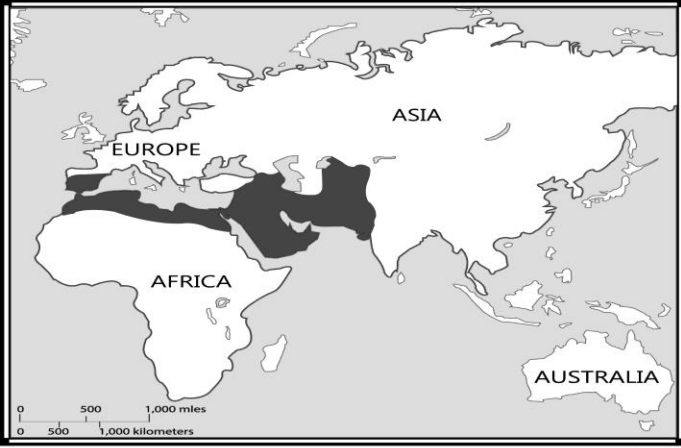 ASIA
EUROPE
AFRICA
AUSTRALIA
0 500 1,000 mles
0 500 1,000 kilometers